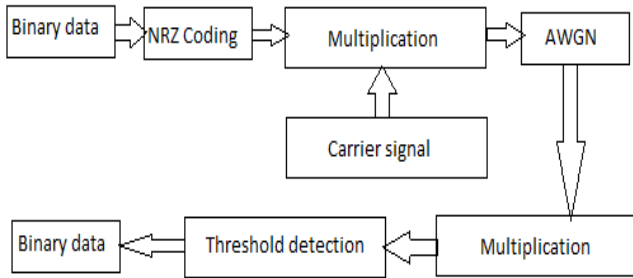 Binary data
NRZ Coding
Multiplication
AWGN
Carrier signal
Binary data
Threshold detection
Multiplication